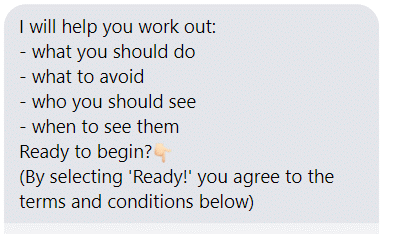 I will help you work out:
- what you should do
- what to avoid
- who you should see
- when to see them
Ready to begin?👇🏻
(By selecting 'Ready!' you agree to the
terms and conditions below)